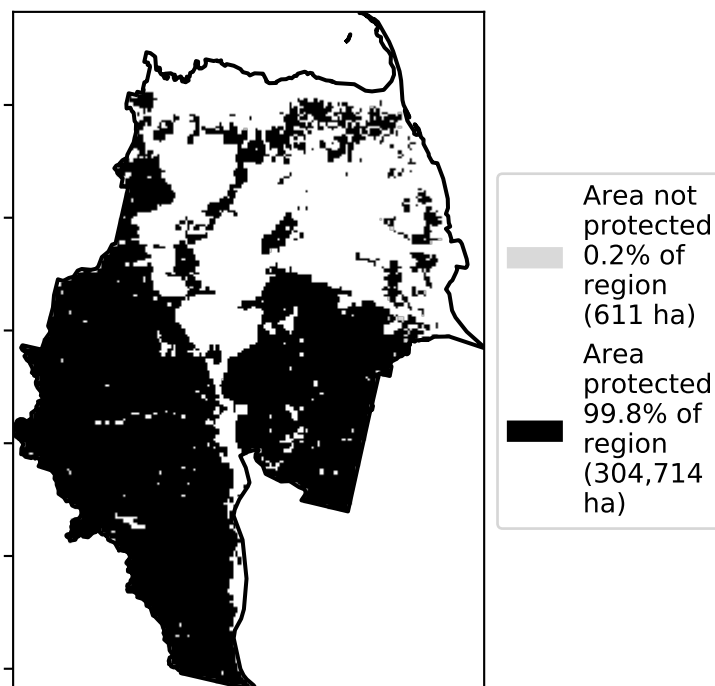 Area not
protected
0.2% of
region
(611 ha)
Area
protected
99.8% of
region
(304,714
ha)